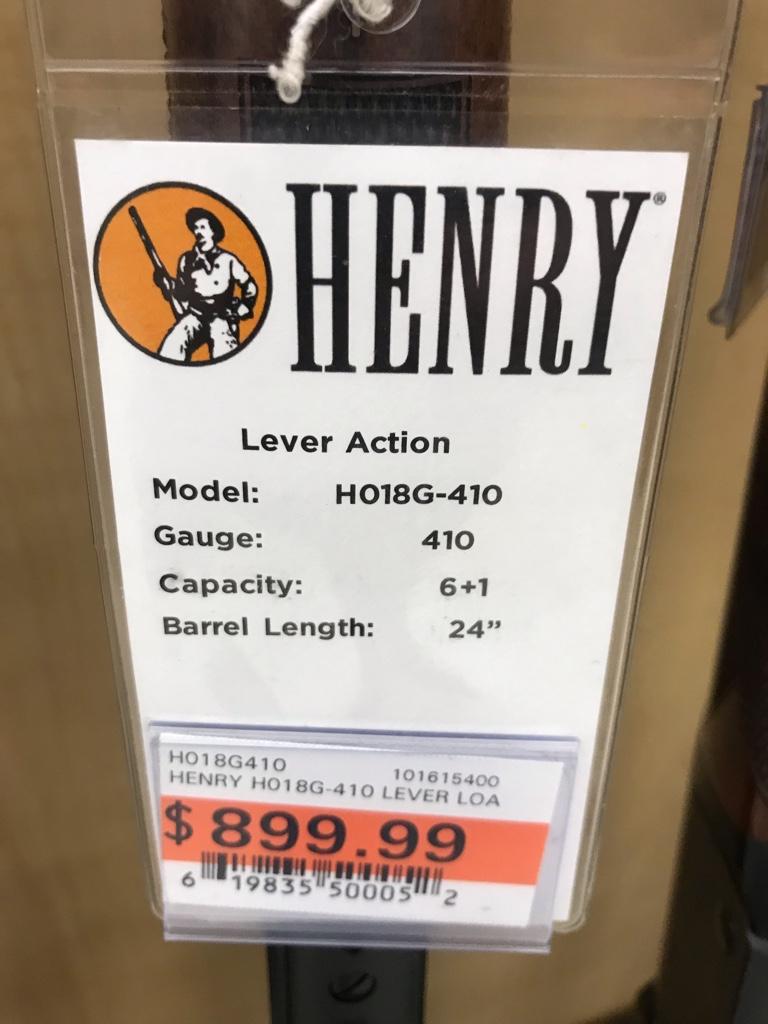 HENRY®
Lever Action
Model: H018G-410
Gauge: 410
Capacity: 6+1
Barrel Length: 24”
H018G410 101615400
HENRY H018G-410 LEVER LOA
$899.99
6 19835 50005 2